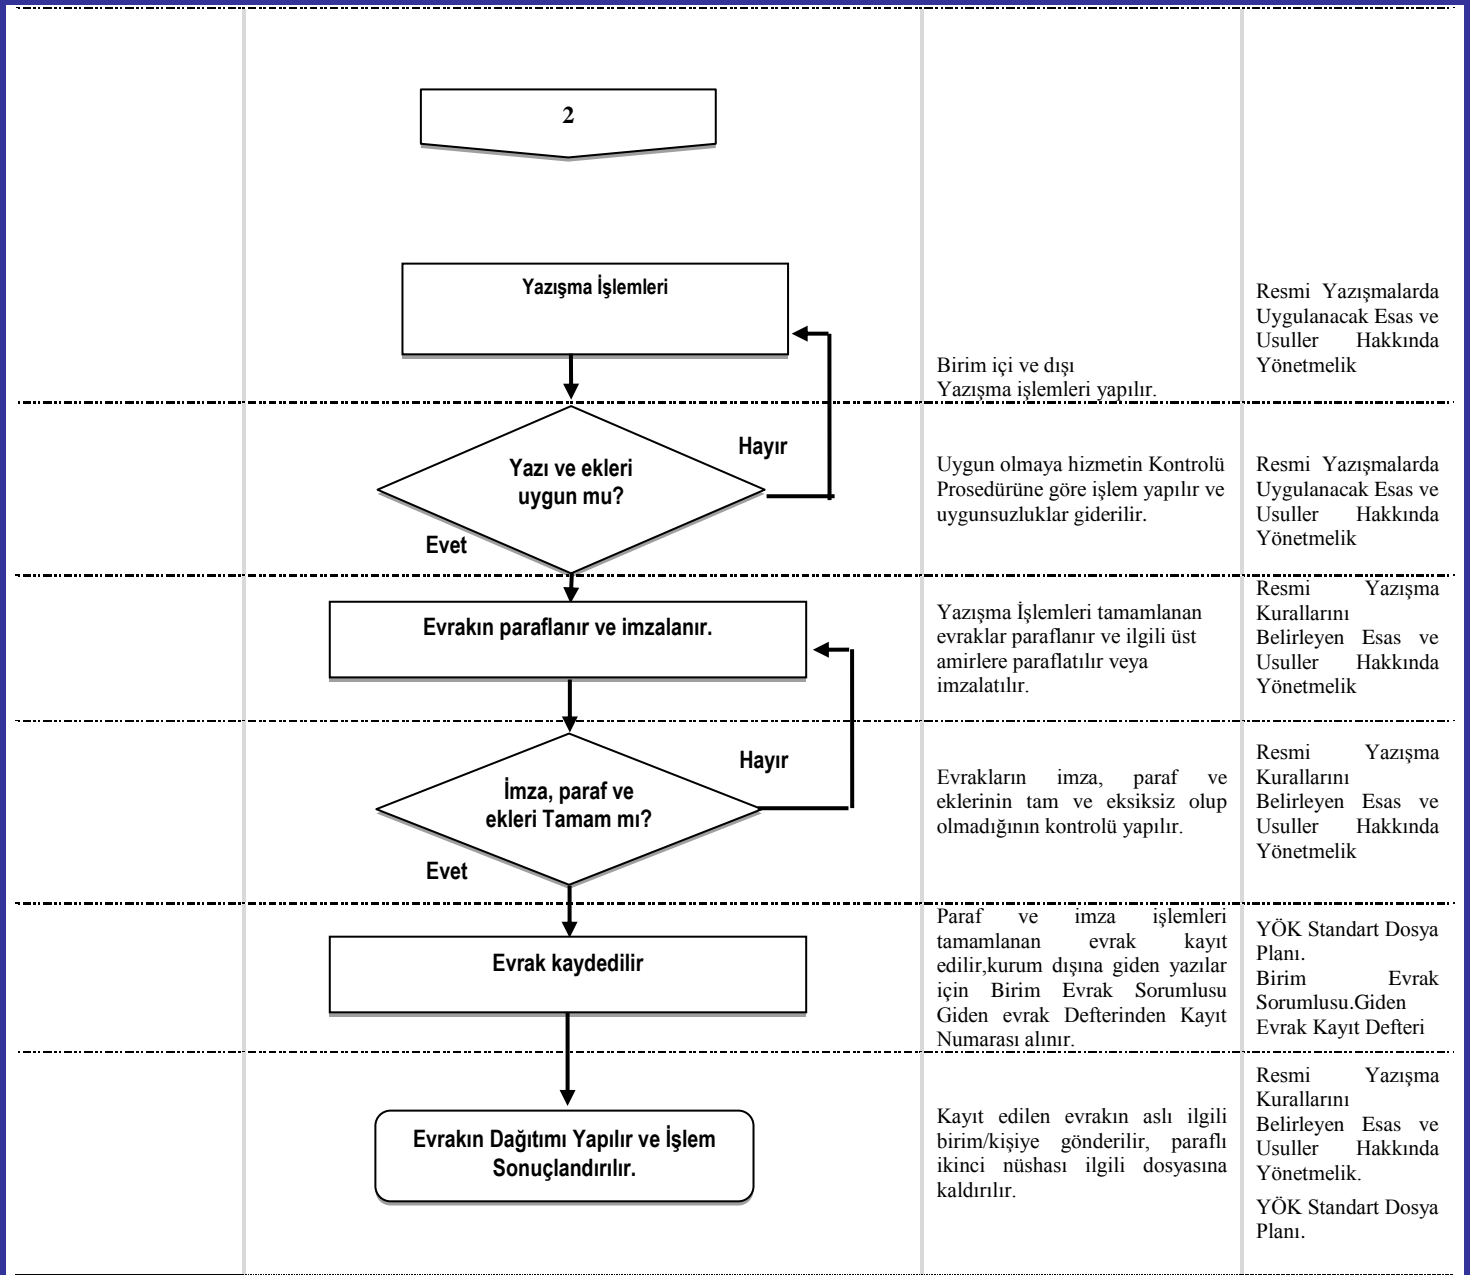 2
Yazışma İşlemleri
Birim içi ve dışı
Yazışma işlemleri yapılır.
Resmi Yazışmalarda
Uygulanacak Esas ve
Usuller Hakkında
Yönetmelik
Yazı ve ekleri
uygun mu?
Hayır
Evet
Uygun olmaya hizmetin Kontrolü
Prosedürüne göre işlem yapılır ve
uygunsuzluklar giderilir.
Resmi Yazışmalarda
Uygulanacak Esas ve
Usuller Hakkında
Yönetmelik
Evrakın paraflanır ve imzalanır.
Yazışma İşlemleri tamamlanan
evraklar paraflanır ve ilgili üst
amirlere paraflatılır veya
imzalatılır.
Resmi Yazışma
Kurallarını
Belirleyen Esas ve
Usuller Hakkında
Yönetmelik
İmza, paraf ve
ekleri Tamam mı?
Hayır
Evet
Evrakların imza, paraf ve
eklerinin tam ve eksiksiz olup
olmadığının kontrolü yapılır.
Resmi Yazışma
Kurallarını
Belirleyen Esas ve
Usuller Hakkında
Yönetmelik
Evrak kaydedilir
Paraf ve imza işlemleri
tamamlanan evrak kayıt
edilir,kurum dışına giden yazılar
için Birim Evrak Sorumlusu
Giden evrak Defterinden Kayıt
Numarası alınır.
YÖK Standart Dosya
Planı.
Birim Evrak
Sorumlusu.Giden
Evrak Kayıt Defteri
Evrakın Dağıtımı Yapılır ve İşlem
Sonuçlandırılır.
Kayıt edilen evrakın aslı ilgili
birim/kişiye gönderilir, paraflı
ikinci nüshası ilgili dosyasına
kaldırılır.
Resmi Yazışma
Kurallarını
Belirleyen Esas ve
Usuller Hakkında
Yönetmelik.
YÖK Standart Dosya
Planı.